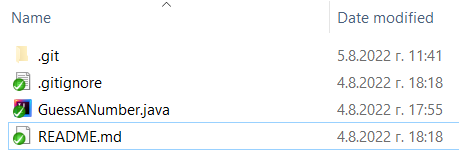 Name Date modified
.git 5.8.2022 г. 11:41
.gitignore 4.8.2022 г. 18:18
GuessANumber.java 4.8.2022 г. 17:55
README.md 4.8.2022 г. 18:18